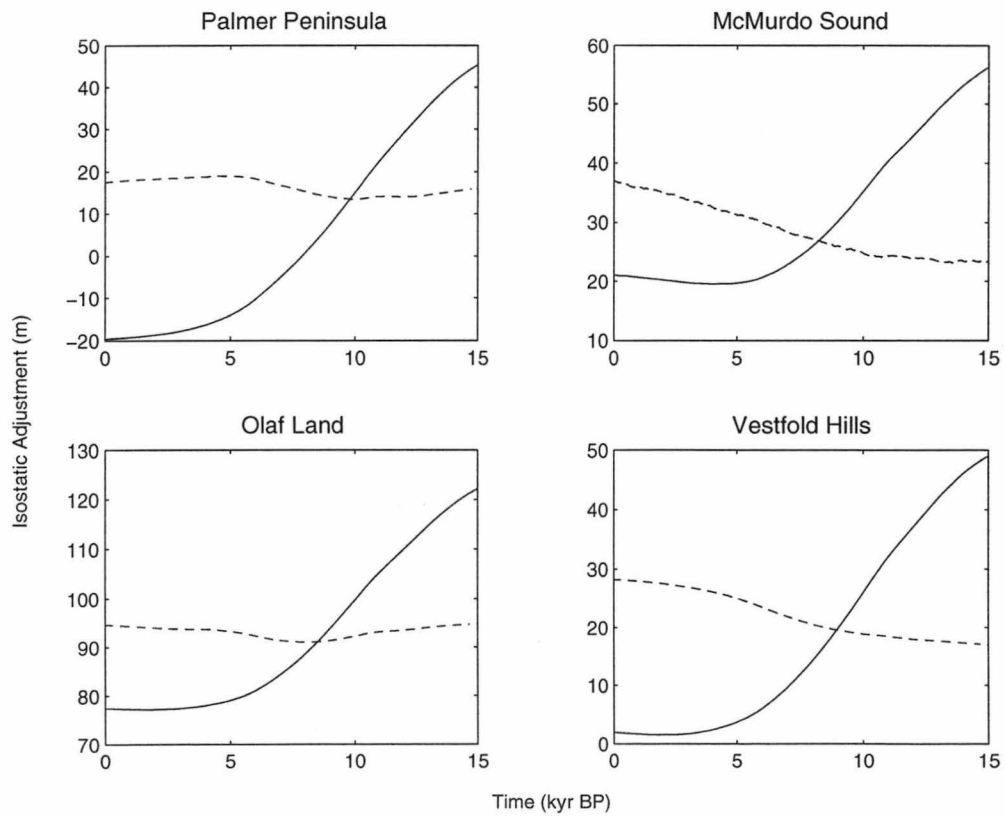 Palmer Peninsula
50
40
30
20
10
0
−10
−20
0 5 10 15
McMurdo Sound
60
50
40
30
20
10
0 5 10 15
Isostatic Adjustment (m)
Olaf Land
130
120
110
100
90
80
70
0 5 10 15
Vestfold Hills
50
40
30
20
10
0
0 5 10 15
Time (kyr BP)